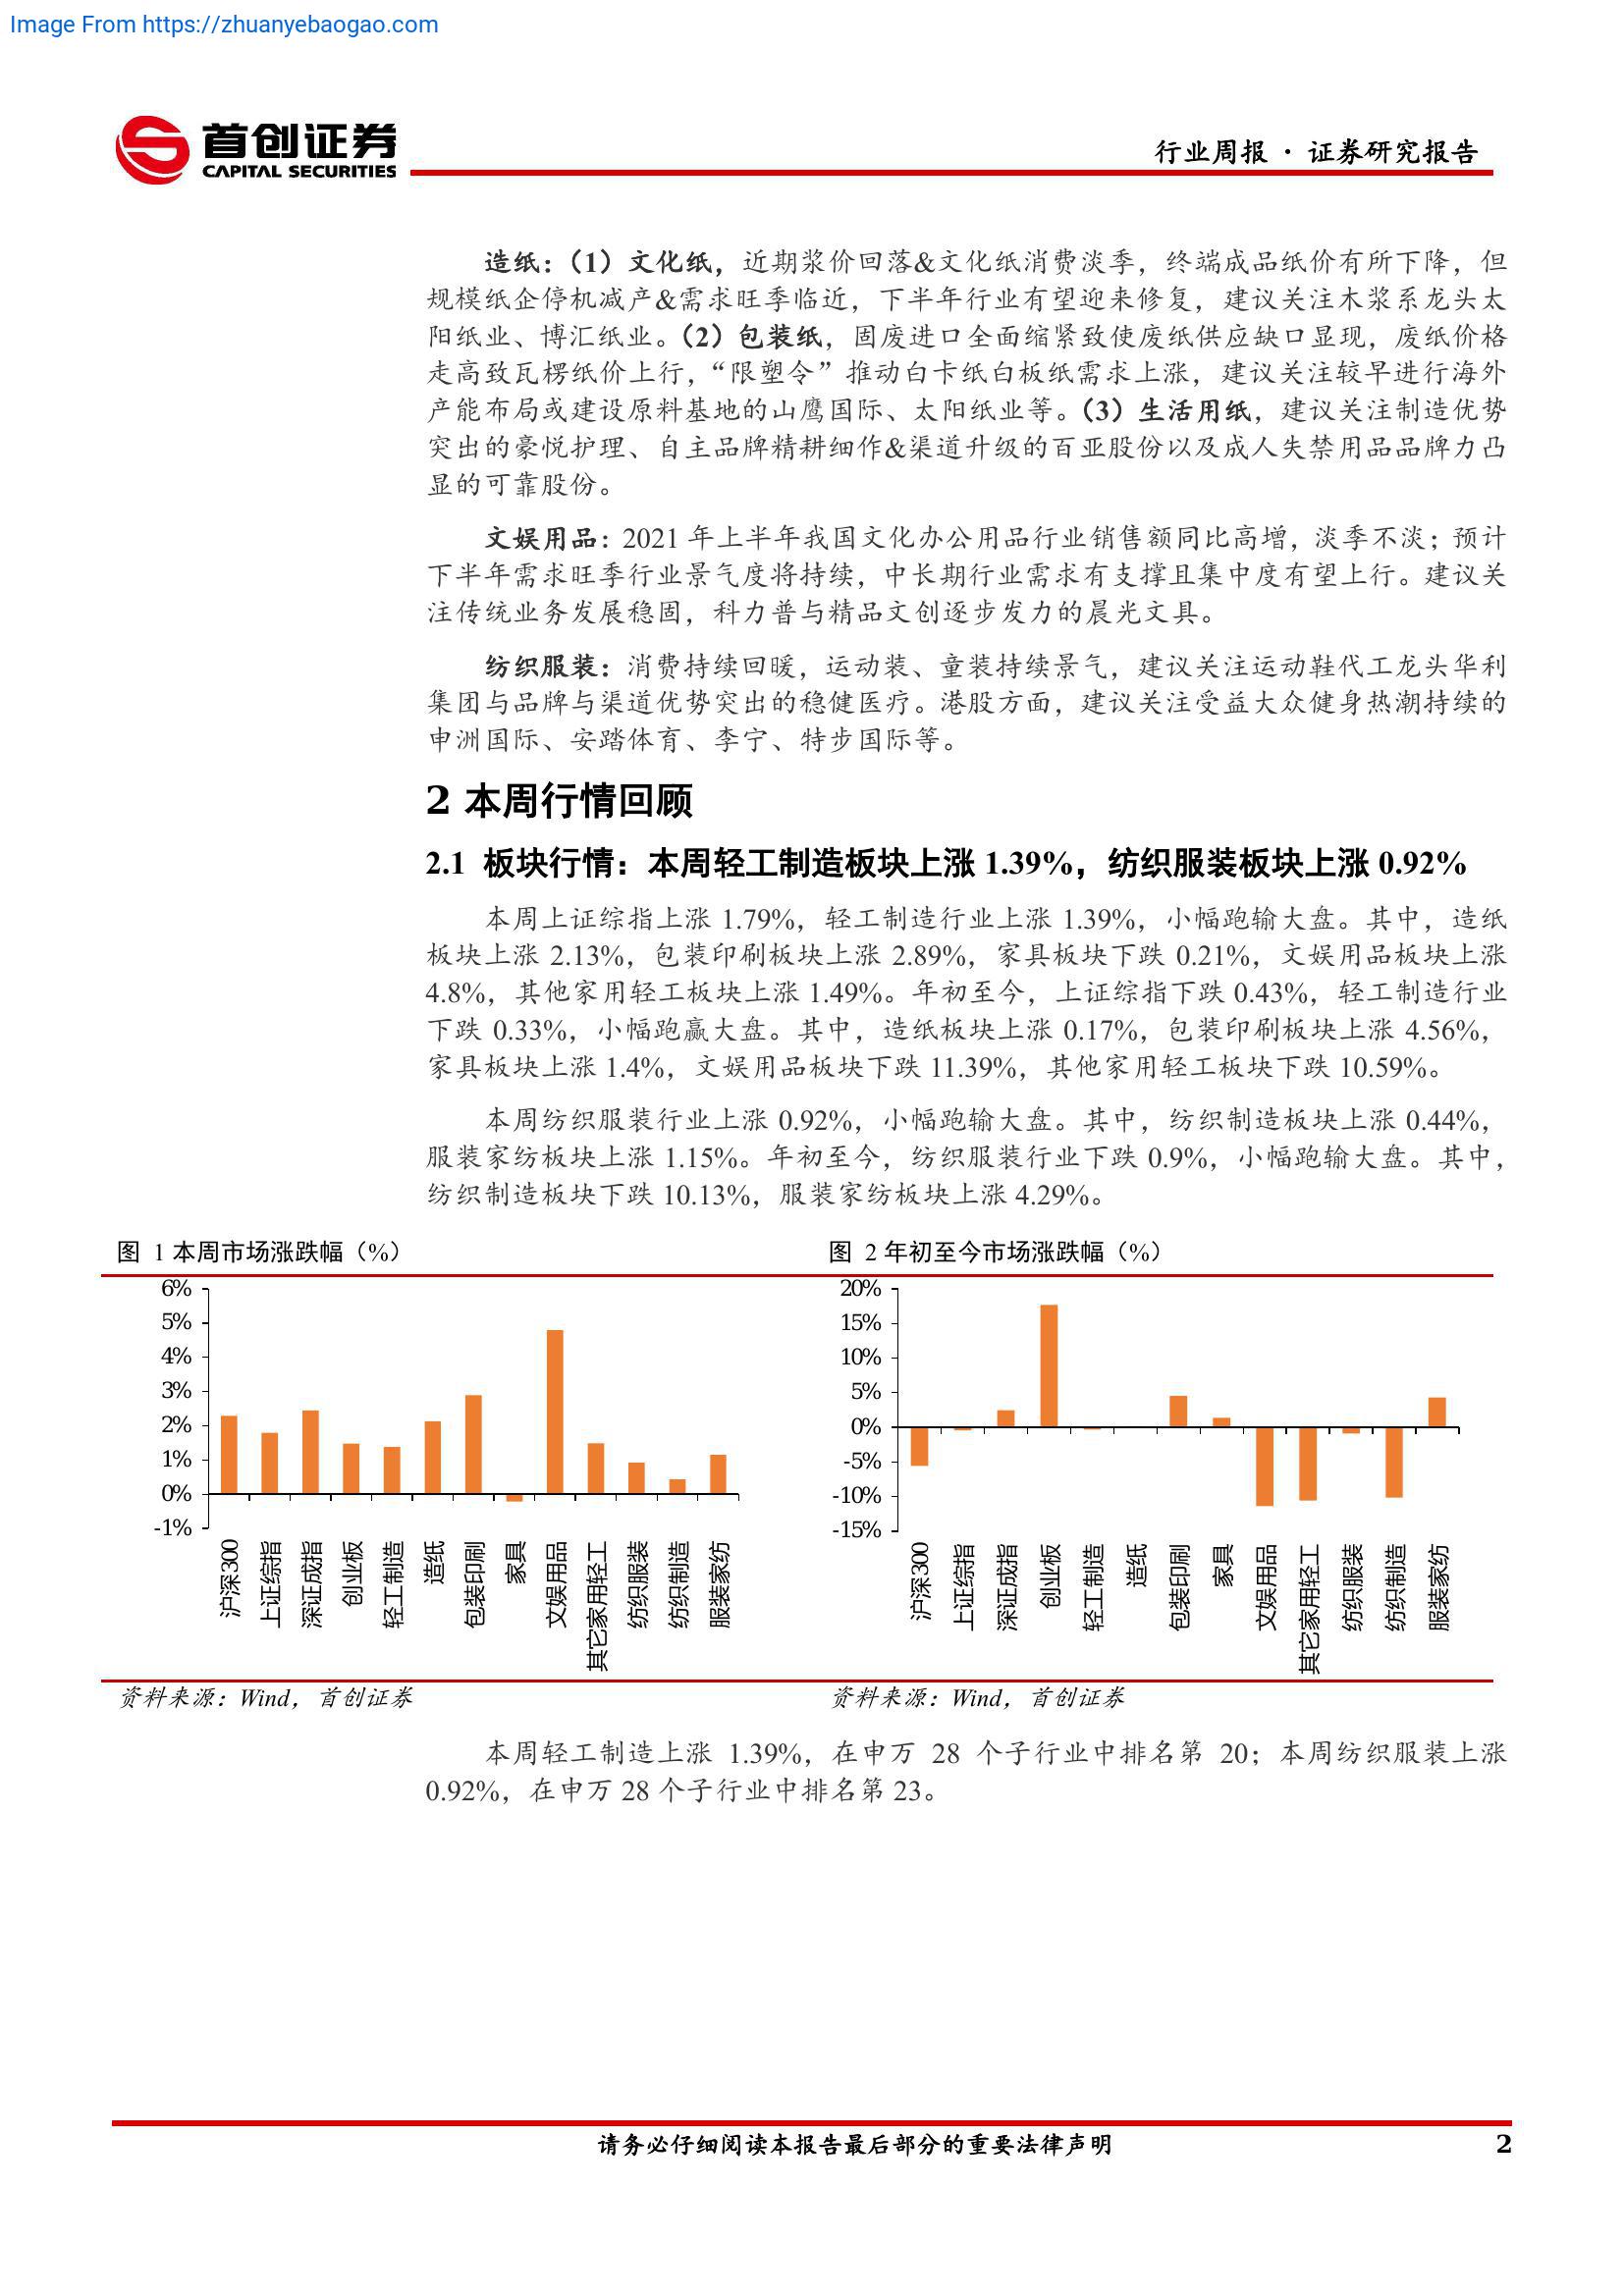 Image From https://zhuanyebaogao.com
首创证券
CAPITAL SECURITIES
行业周报 · 证券研究报告
造纸：（1）文化纸，近期浆价回落&文化纸消费淡季，终端成品纸价有所下降，但
规模纸企停机减产&需求旺季临近，下半年行业有望迎来修复，建议关注木浆系龙头太
阳纸业、博汇纸业。（2）包装纸，固废进口全面缩紧致使废纸供应缺口显现，废纸价格
走高致瓦楞纸价上行，“限塑令”推动白卡纸白板纸需求上涨，建议关注较早进行海外
产能布局或建设原料基地的山鹰国际、太阳纸业等。（3）生活用纸，建议关注制造优势
突出的豪悦护理、自主品牌精耕细作&渠道升级的百亚股份以及成人失禁用品品牌力凸
显的可靠股份。
文娱用品：2021 年上半年我国文化办公用品行业销售额同比高增，淡季不淡；预计
下半年需求旺季行业景气度将持续，中长期行业需求有支撑且集中度有望上行。建议关
注传统业务发展稳固，科力普与精品文创逐步发力的晨光文具。
纺织服装：消费持续回暖，运动装、童装持续景气，建议关注运动鞋代工龙头华利
集团与品牌与渠道优势突出的稳健医疗。港股方面，建议关注受益大众健身热潮持续的
申洲国际、安踏体育、李宁、特步国际等。
2 本周行情回顾
2.1 板块行情：本周轻工制造板块上涨 1.39%，纺织服装板块上涨 0.92%
本周上证综指上涨 1.79%，轻工制造行业上涨 1.39%，小幅跑输大盘。其中，造纸
板块上涨 2.13%，包装印刷板块上涨 2.89%，家具板块下跌 0.21%，文娱用品板块上涨
4.8%，其他家用轻工板块上涨 1.49%。年初至今，上证综指下跌 0.43%，轻工制造行业
下跌 0.33%，小幅跑赢大盘。其中，造纸板块上涨 0.17%，包装印刷板块上涨 4.56%，
家具板块上涨 1.4%，文娱用品板块下跌 11.39%，其他家用轻工板块下跌 10.59%。
本周纺织服装行业上涨 0.92%，小幅跑输大盘。其中，纺织制造板块上涨 0.44%，
服装家纺板块上涨 1.15%。年初至今，纺织服装行业下跌 0.9%，小幅跑输大盘。其中，
纺织制造板块下跌 10.13%，服装家纺板块上涨 4.29%。
图 1 本周市场涨跌幅（%）
6%
5%
4%
3%
2%
1%
0%
-1%
沪深300
上证综指
深证成指
创业板
轻工制造
造纸
包装印刷
家具
文娱用品
其它家用轻工
纺织服装
纺织制造
服装家纺
资料来源：Wind，首创证券
图 2 年初至今市场涨跌幅（%）
20%
15%
10%
5%
0%
-5%
-10%
-15%
沪深300
上证综指
深证成指
创业板
轻工制造
造纸
包装印刷
家具
文娱用品
其它家用轻工
纺织服装
纺织制造
服装家纺
资料来源：Wind，首创证券
本周轻工制造上涨 1.39%，在申万 28 个子行业中排名第 20；本周纺织服装上涨
0.92%，在申万 28 个子行业中排名第 23。
请务必仔细阅读本报告最后部分的重要法律声明
2